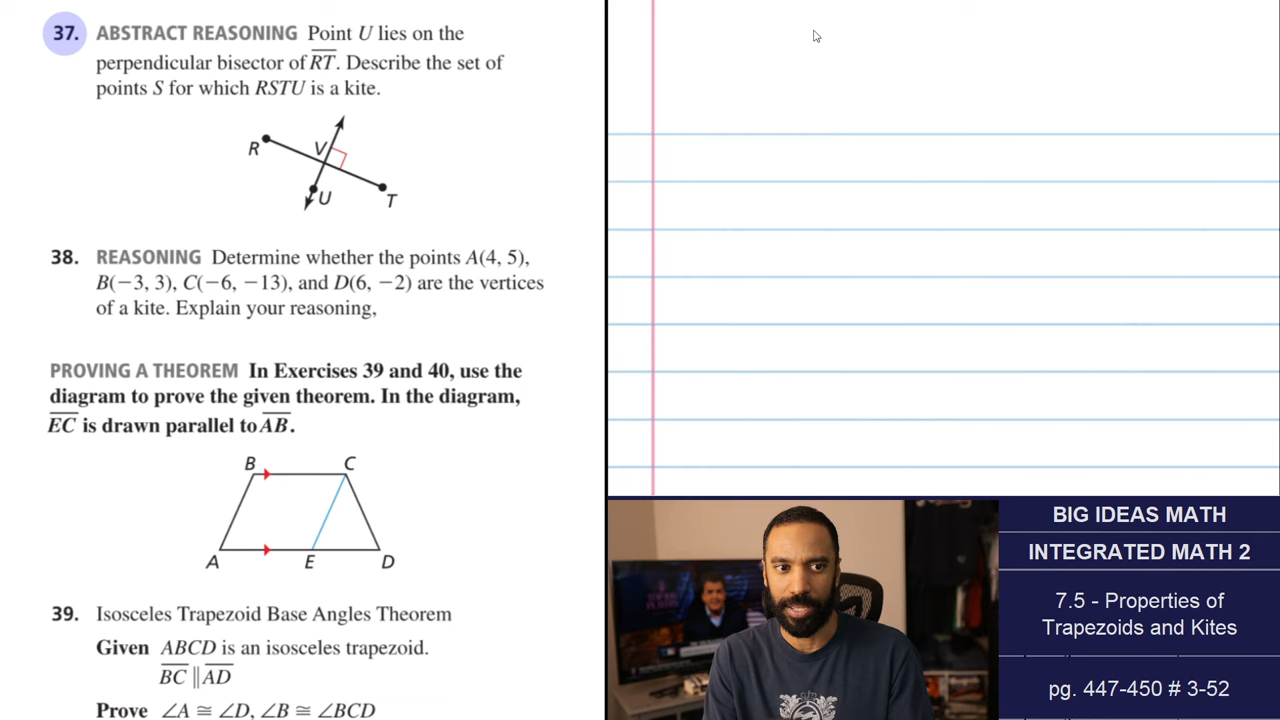 37. ABSTRACT REASONING Point U lies on the
perpendicular bisector of RT. Describe the set of
points S for which RSTU is a kite.
R
V
U
T
38. REASONING Determine whether the points A(4, 5),
B(−3, 3), C(−6, −13), and D(6, −2) are the vertices
of a kite. Explain your reasoning,
PROVING A THEOREM In Exercises 39 and 40, use the
diagram to prove the given theorem. In the diagram,
EC is drawn parallel to AB.
B C
A E D
39. Isosceles Trapezoid Base Angles Theorem
Given ABCD is an isosceles trapezoid.
BC ∥ AD
Prove ∠A ≅ ∠D, ∠B ≅ ∠BCD
BIG IDEAS MATH
INTEGRATED MATH 2
7.5 - Properties of
Trapezoids and Kites
pg. 447-450 # 3-52